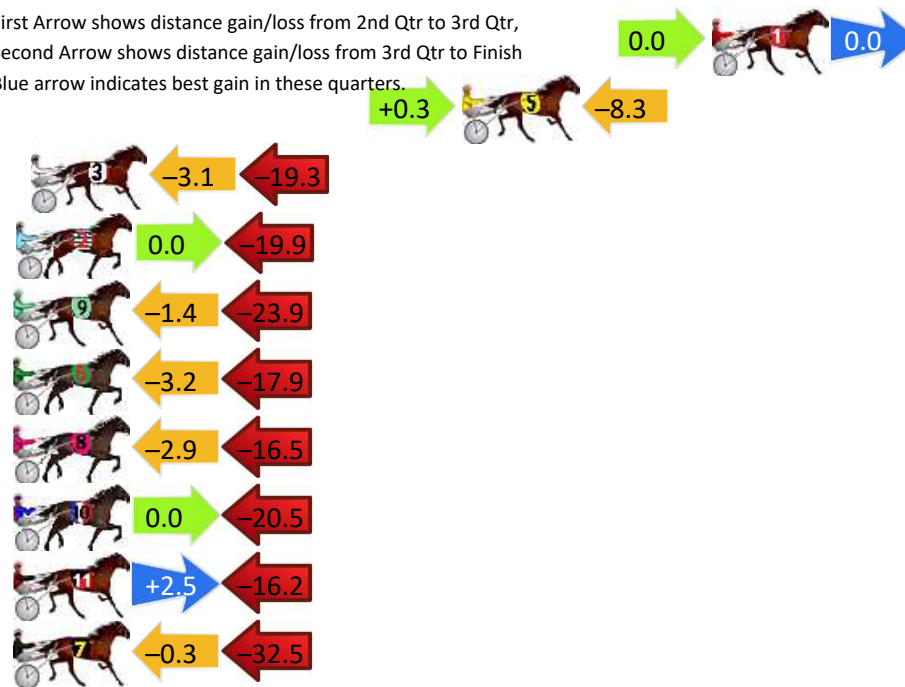 irst Arrow shows distance gain/loss from 2nd Qtr to 3rd Qtr,
econd Arrow shows distance gain/loss from 3rd Qtr to Finish
Blue arrow indicates best gain in these quarters.
0.0 1 0.0
+0.3 5 –8.3
3 –3.1 –19.3
2 0.0 –19.9
9 –1.4 –23.9
6 –3.2 –17.9
8 –2.9 –16.5
10 0.0 –20.5
11 +2.5 –16.2
7 –0.3 –32.5